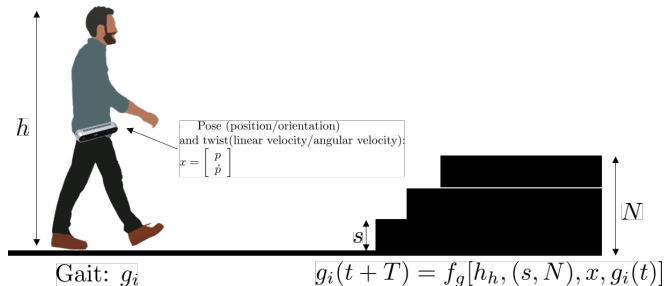 h
Pose (position/orientation)
and twist(linear velocity/angular velocity):
x = [ p
ṗ ]
s
N
Gait: g_i
g_i(t + T) = f_g[h_h, (s, N), x, g_i(t)]